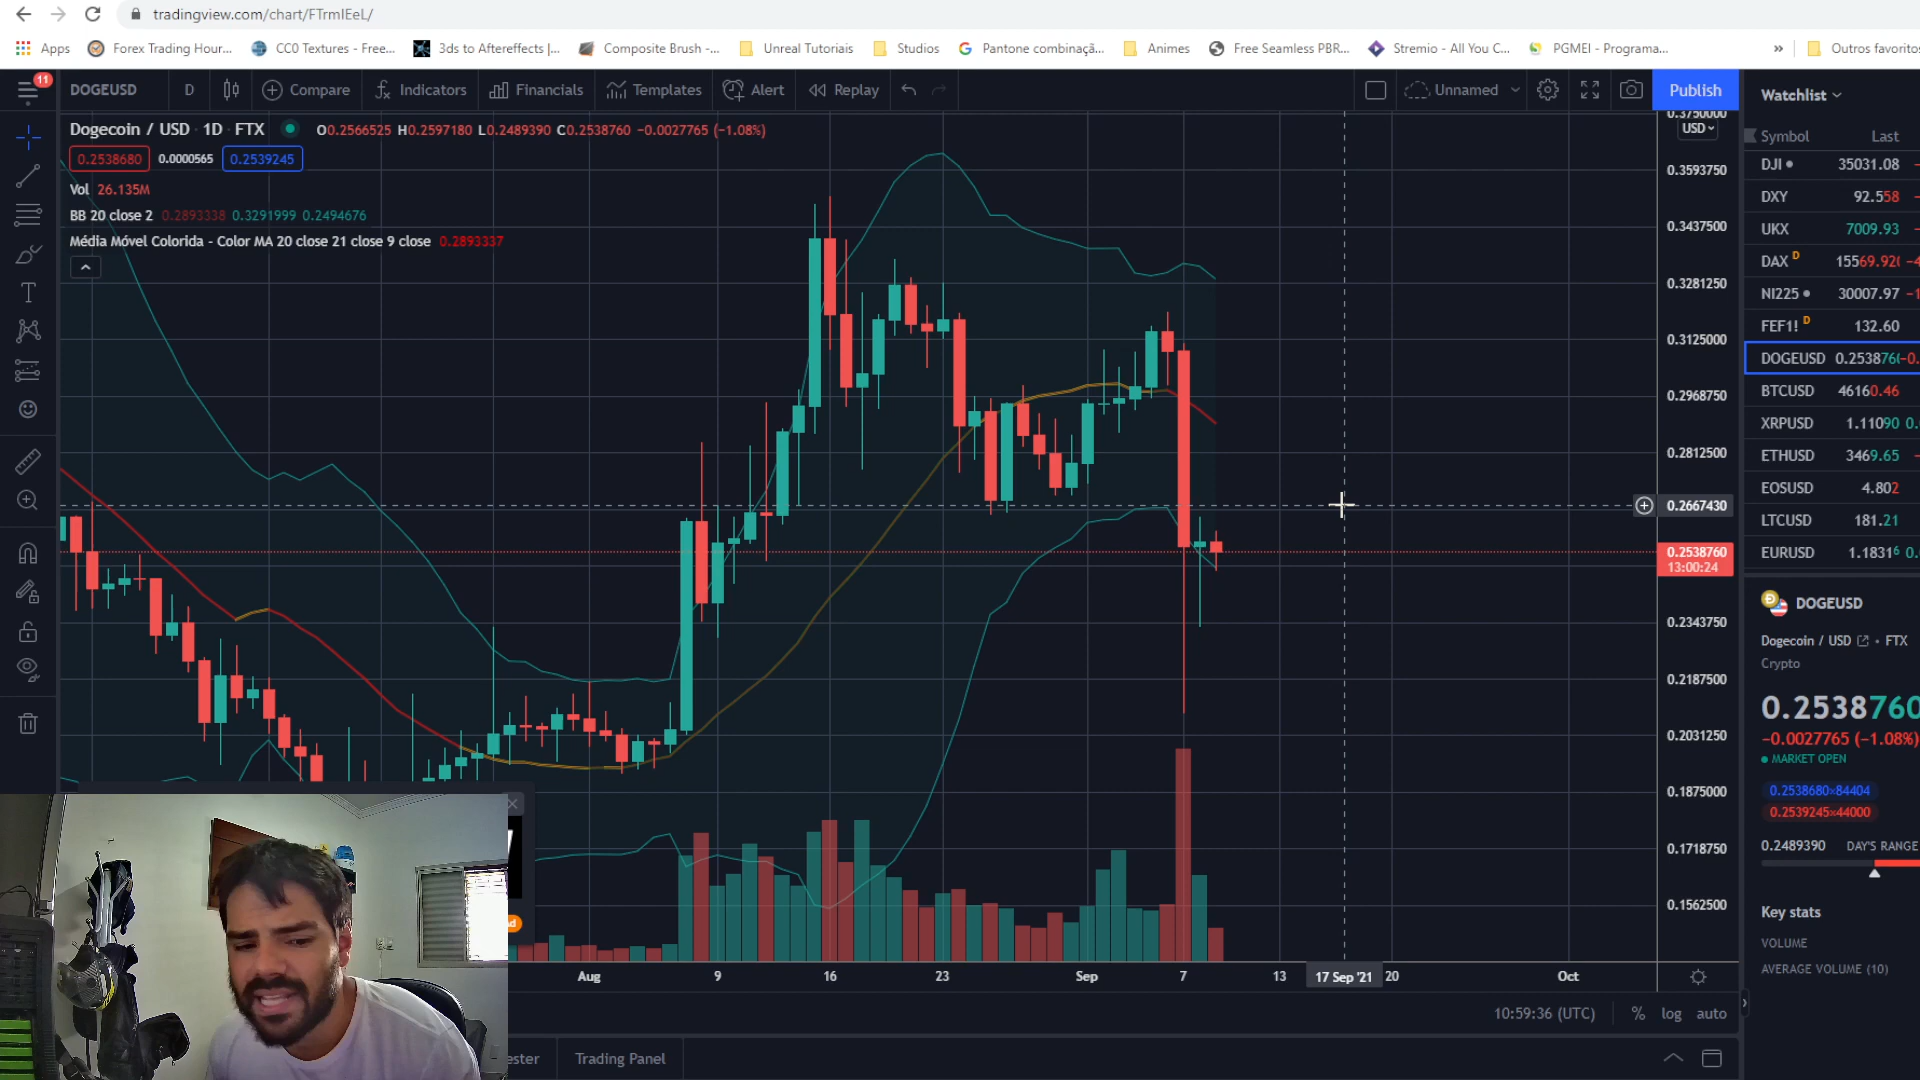 tradingview.com/chart/FTrmIEeL/
Apps Forex Trading Hour... CC0 Textures - Free... 3ds to Aftereffects |... Composite Brush -... Unreal Tutoriais Studios Pantone combinaçã... Animes Free Seamless PBR... Stremio - All You C... PGMEI - Programa... » Outros favoritos
11 DOGEUSD D Compare Indicators Financials Templates Alert Replay Unnamed Publish
Dogecoin / USD · 1D · FTX O0.2566525 H0.2597180 L0.2489390 C0.2538760 −0.0027765 (−1.08%)
0.2538680 0.0000565 0.2539245
Vol 26.135M
BB 20 close 2 0.2893338 0.3291999 0.2494676
Média Móvel Colorida - Color MA 20 close 21 close 9 close 0.2893337
0.3750000
USD
0.3593750
0.3437500
0.3281250
0.3125000
0.2968750
0.2812500
0.2667430
0.2538760
13:00:24
0.2343750
0.2187500
0.2031250
0.1875000
0.1718750
0.1562500
Aug 9 16 23 Sep 7 13 17 Sep '21 20 Oct
10:59:36 (UTC) % log auto
ester Trading Panel
Watchlist
Symbol Last
DJI 35031.08
DXY 92.558
UKX 7009.93
DAX D 15569.92
NI225 30007.97
FEF1! D 132.60
DOGEUSD 0.253876 −0.
BTCUSD 46160.46
XRPUSD 1.11090 0.
ETHUSD 3469.65
EOSUSD 4.802
LTCUSD 181.21
EURUSD 1.18316 0.
DOGEUSD
Dogecoin / USD · FTX
Crypto
0.2538760
−0.0027765 (−1.08%)
MARKET OPEN
0.2538680×84404
0.2539245×44000
0.2489390 DAY'S RANGE
Key stats
VOLUME
AVERAGE VOLUME (10)